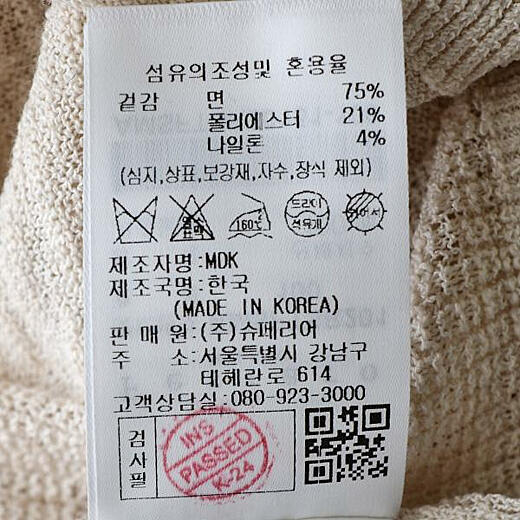 섬유의조성및 혼용율
겉감 면 75%
폴리에스터 21%
나일론 4%
(심지,상표,보강재,자수,장식 제외)
염소 표백 160℃ 드라이 석유계
제조자명:MDK
제조국명:한국
(MADE IN KOREA)
판 매 원:(주)슈페리어
주 소:서울특별시 강남구
테헤란로 614
고객상담실:080-923-3000
검사필
INS
PASSED
K-24